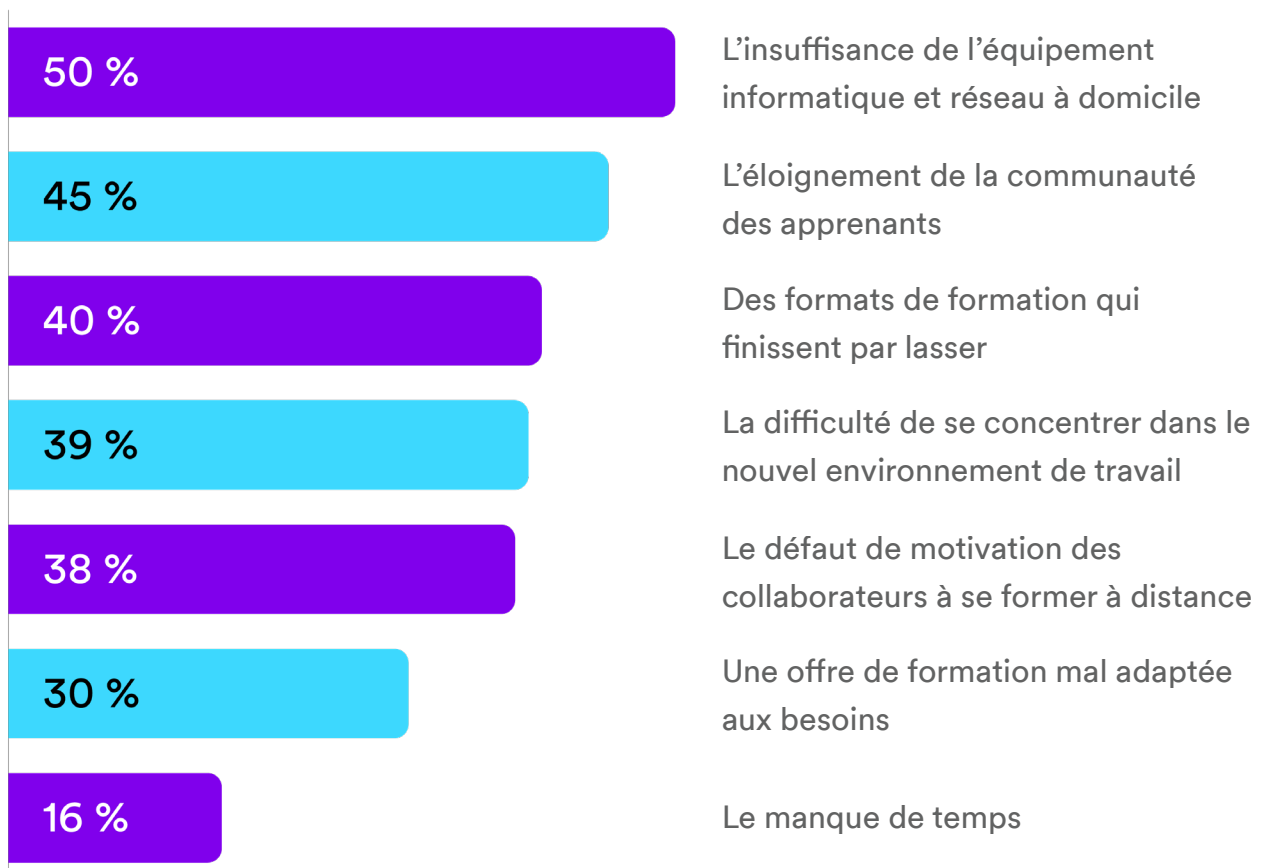 50 %
L’insuffisance de l’équipement
informatique et réseau à domicile
45 %
L’éloignement de la communauté
des apprenants
40 %
Des formats de formation qui
finissent par lasser
39 %
La difficulté de se concentrer dans le
nouvel environnement de travail
38 %
Le défaut de motivation des
collaborateurs à se former à distance
30 %
Une offre de formation mal adaptée
aux besoins
16 %
Le manque de temps